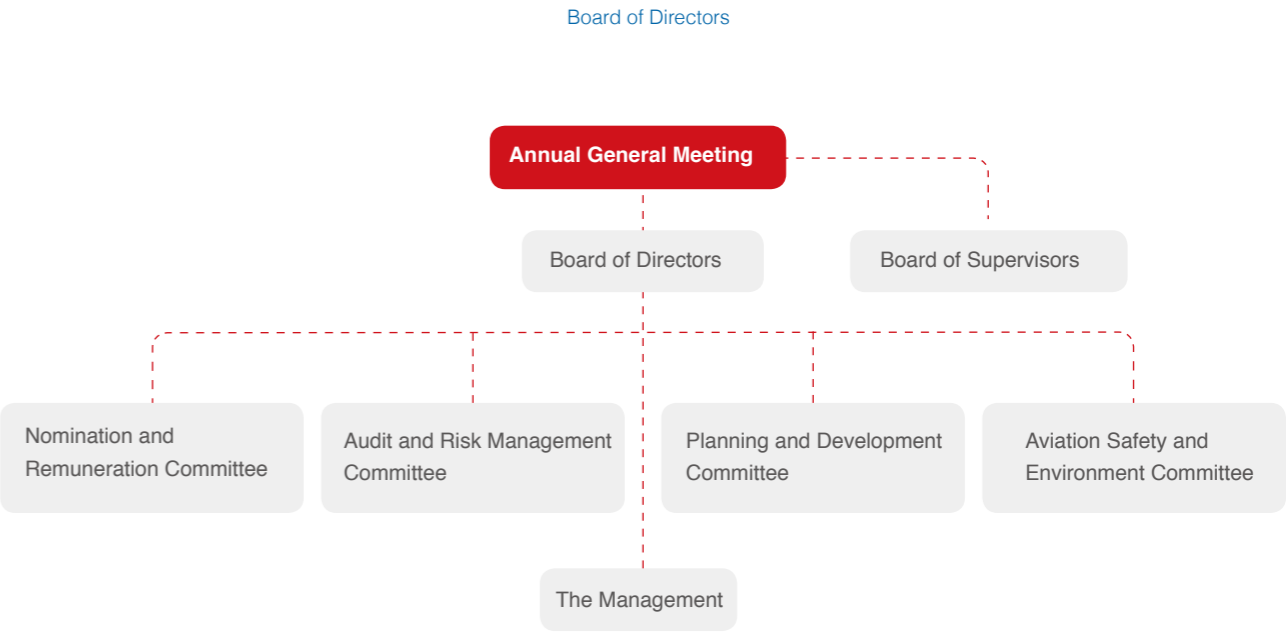 Board of Directors
Annual General Meeting
Board of Directors
Board of Supervisors
Nomination and
Remuneration Committee
Audit and Risk Management
Committee
Planning and Development
Committee
Aviation Safety and
Environment Committee
The Management